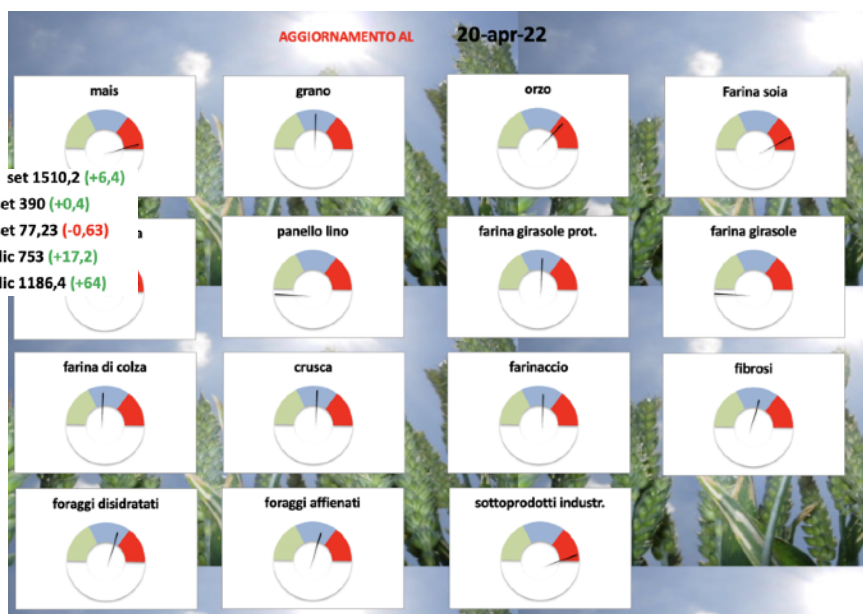 AGGIORNAMENTO AL 20-apr-22
mais
grano
orzo
Farina soia
set 1510,2 (+6,4)
et 390 (+0,4)
et 77,23 (-0,63)
lic 753 (+17,2)
lic 1186,4 (+64)
panello lino
farina girasole prot.
farina girasole
farina di colza
crusca
farinaccio
fibrosi
foraggi disidratati
foraggi affienati
sottoprodotti industr.